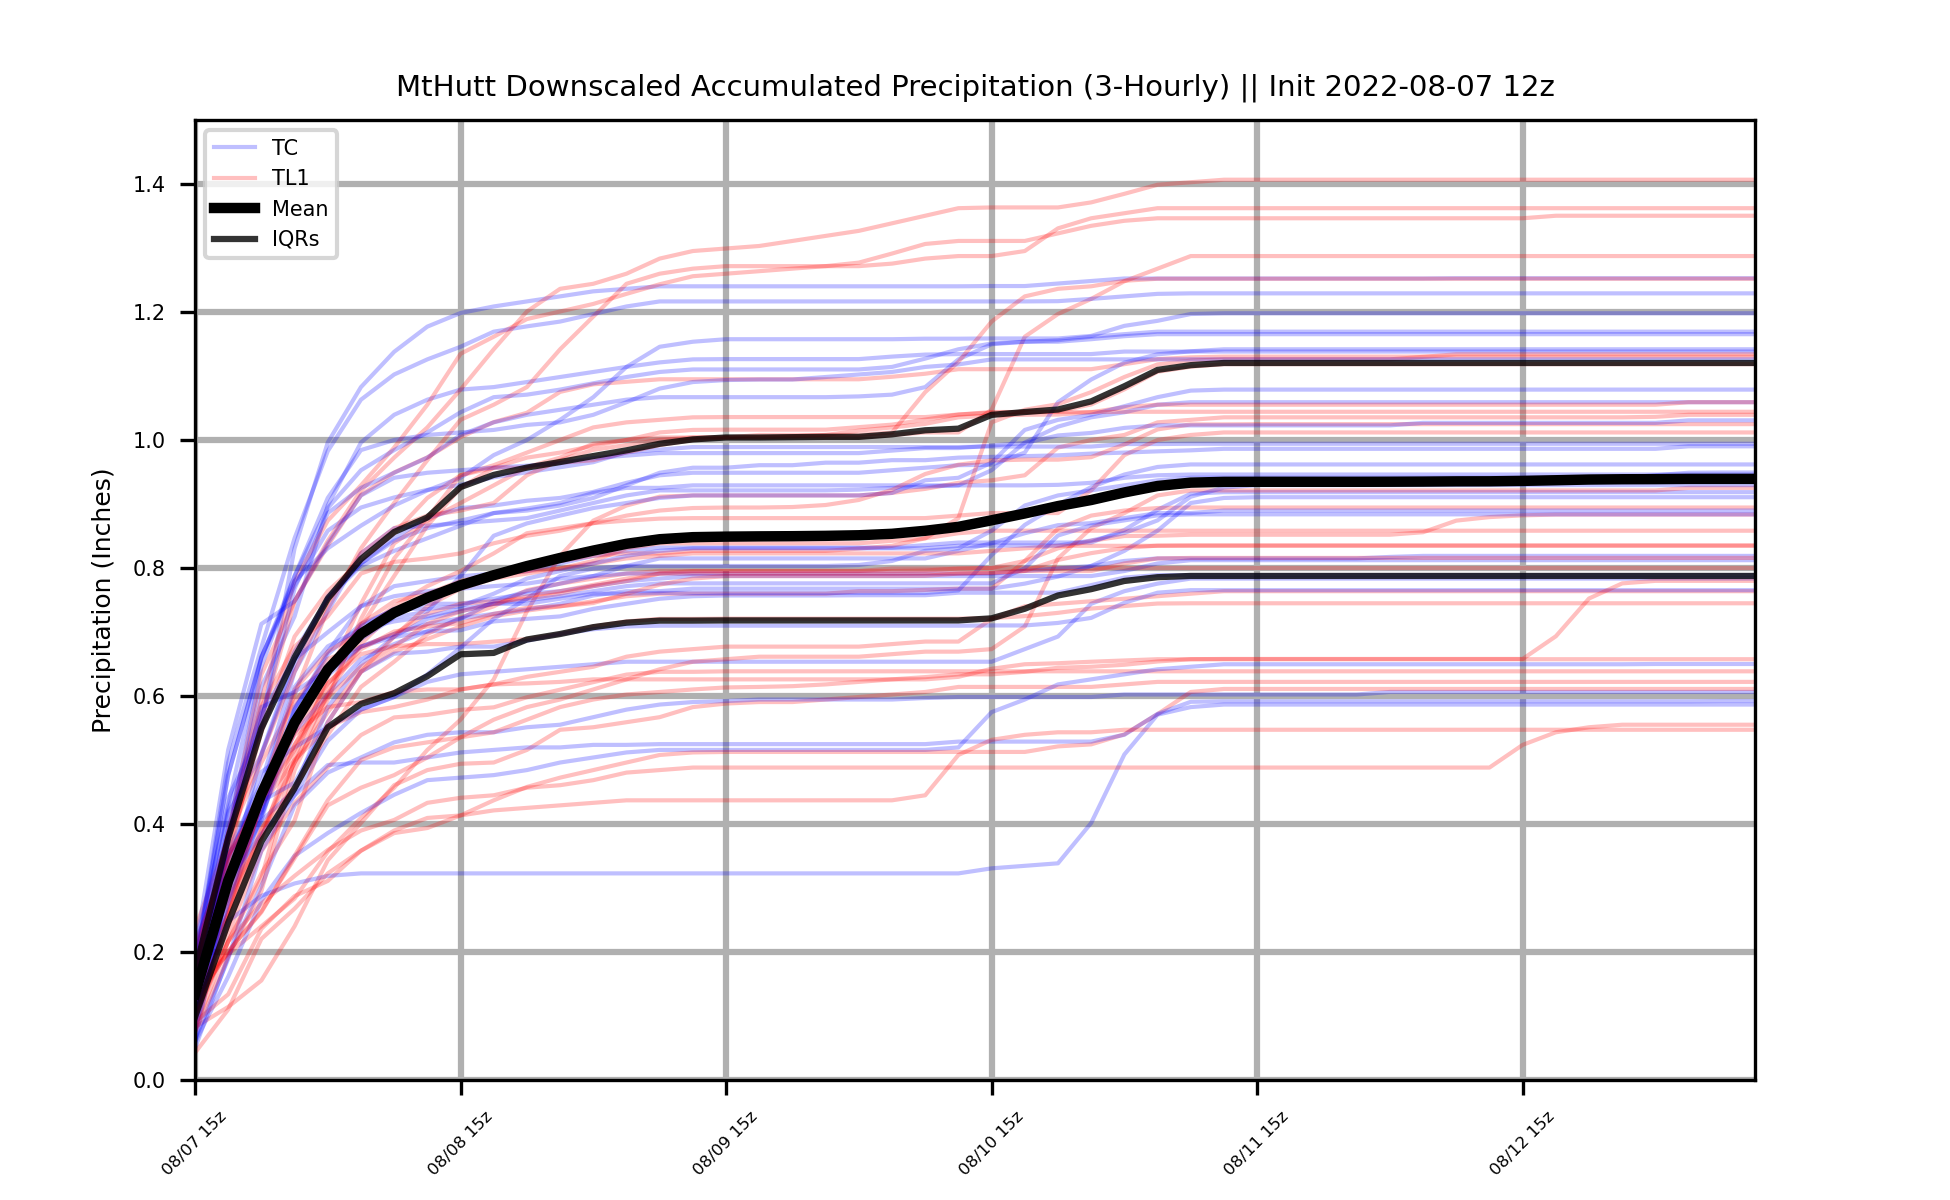 MtHutt Downscaled Accumulated Precipitation (3-Hourly) || Init 2022-08-07 12z
TC
TL1
Mean
IQRs
Precipitation (Inches)
1.4
1.2
1.0
0.8
0.6
0.4
0.2
0.0
08/07 15z
08/08 15z
08/09 15z
08/10 15z
08/11 15z
08/12 15z